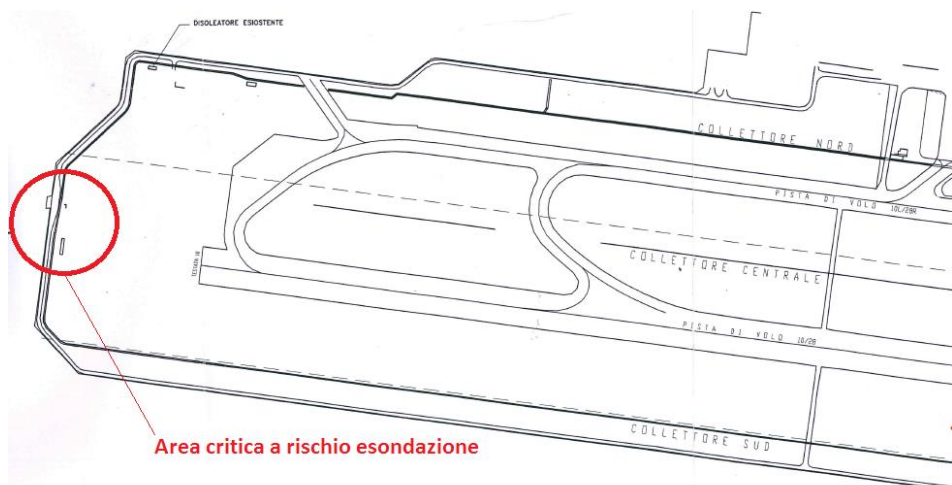 DISOLEATORE ESIOSTENTE
COLLETTORE NORD
PISTA DI VOLO 10L/28R
COLLETTORE CENTRALE
PISTA DI VOLO 10/28
COLLETTORE SUD
Area critica a rischio esondazione